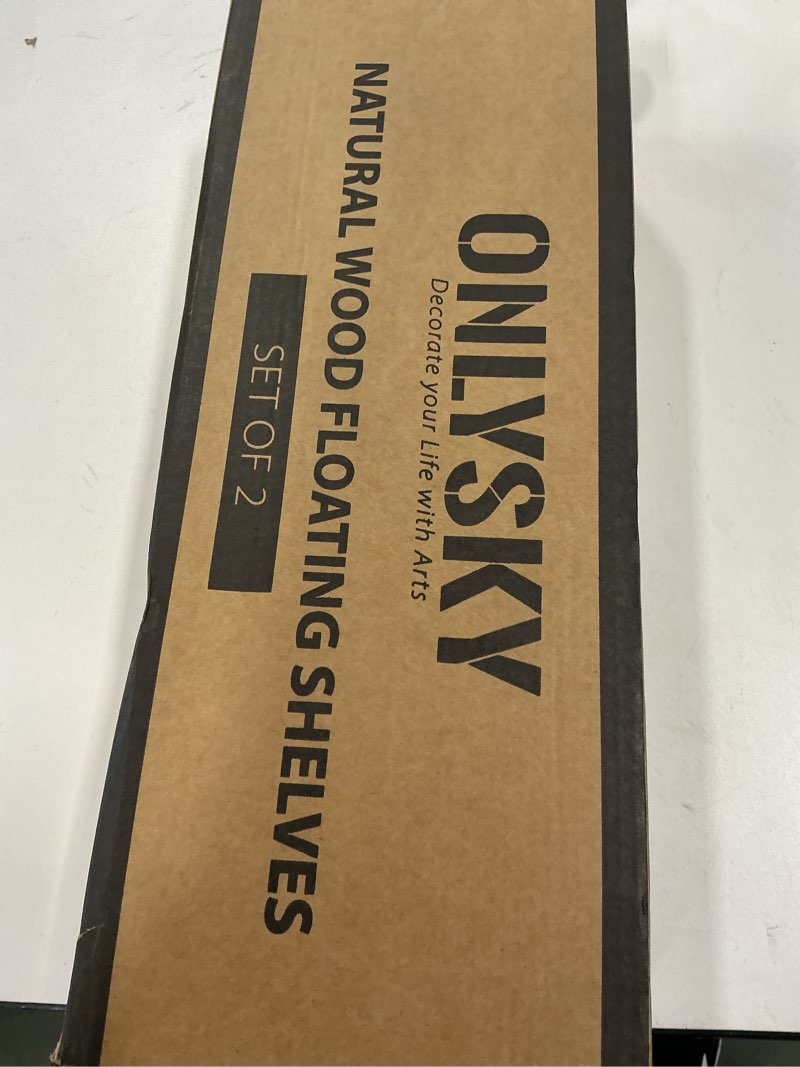 ONLYSKY
Decorate your Life with Arts
NATURAL WOOD FLOATING SHELVES
SET OF 2